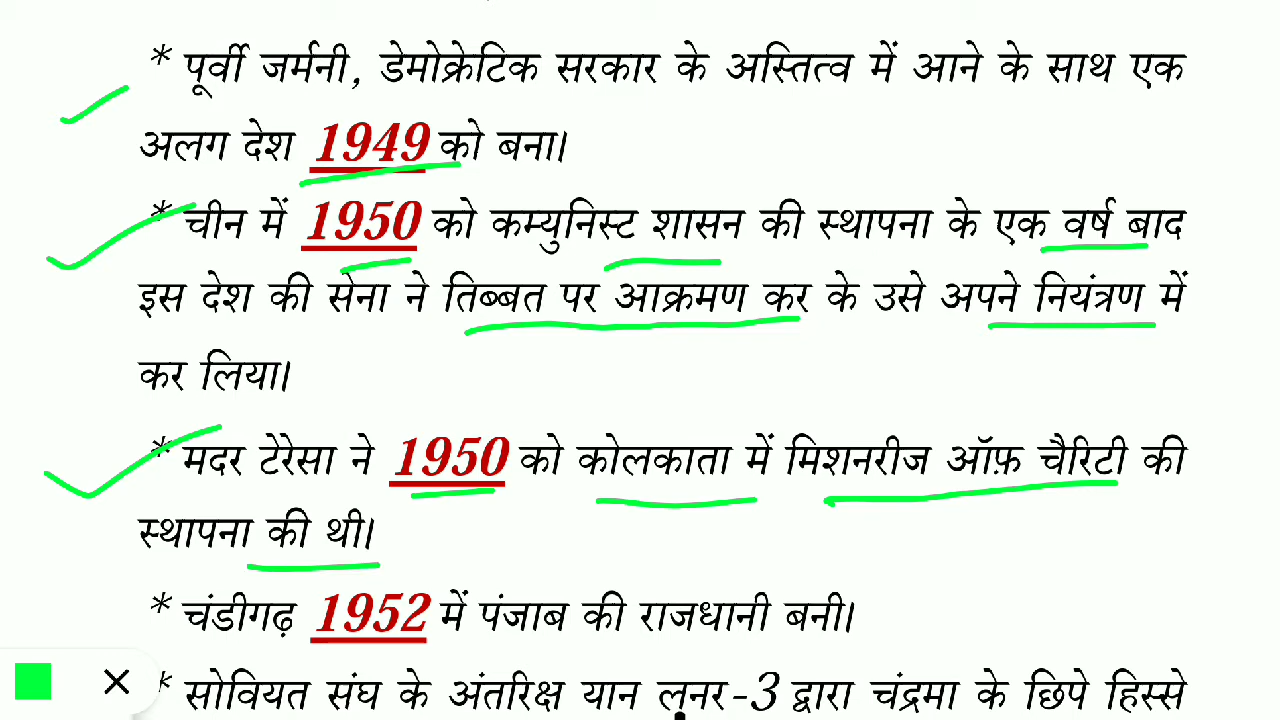 * पूर्वी जर्मनी, डेमोक्रेटिक सरकार के अस्तित्व में आने के साथ एक
अलग देश 1949 को बना।
* चीन में 1950 को कम्युनिस्ट शासन की स्थापना के एक वर्ष बाद
इस देश की सेना ने तिब्बत पर आक्रमण कर के उसे अपने नियंत्रण में
कर लिया।
* मदर टेरेसा ने 1950 को कोलकाता में मिशनरीज ऑफ़ चैरिटी की
स्थापना की थी।
* चंडीगढ़ 1952 में पंजाब की राजधानी बनी।
* सोवियत संघ के अंतरिक्ष यान लूनर-3 द्वारा चंद्रमा के छिपे हिस्से